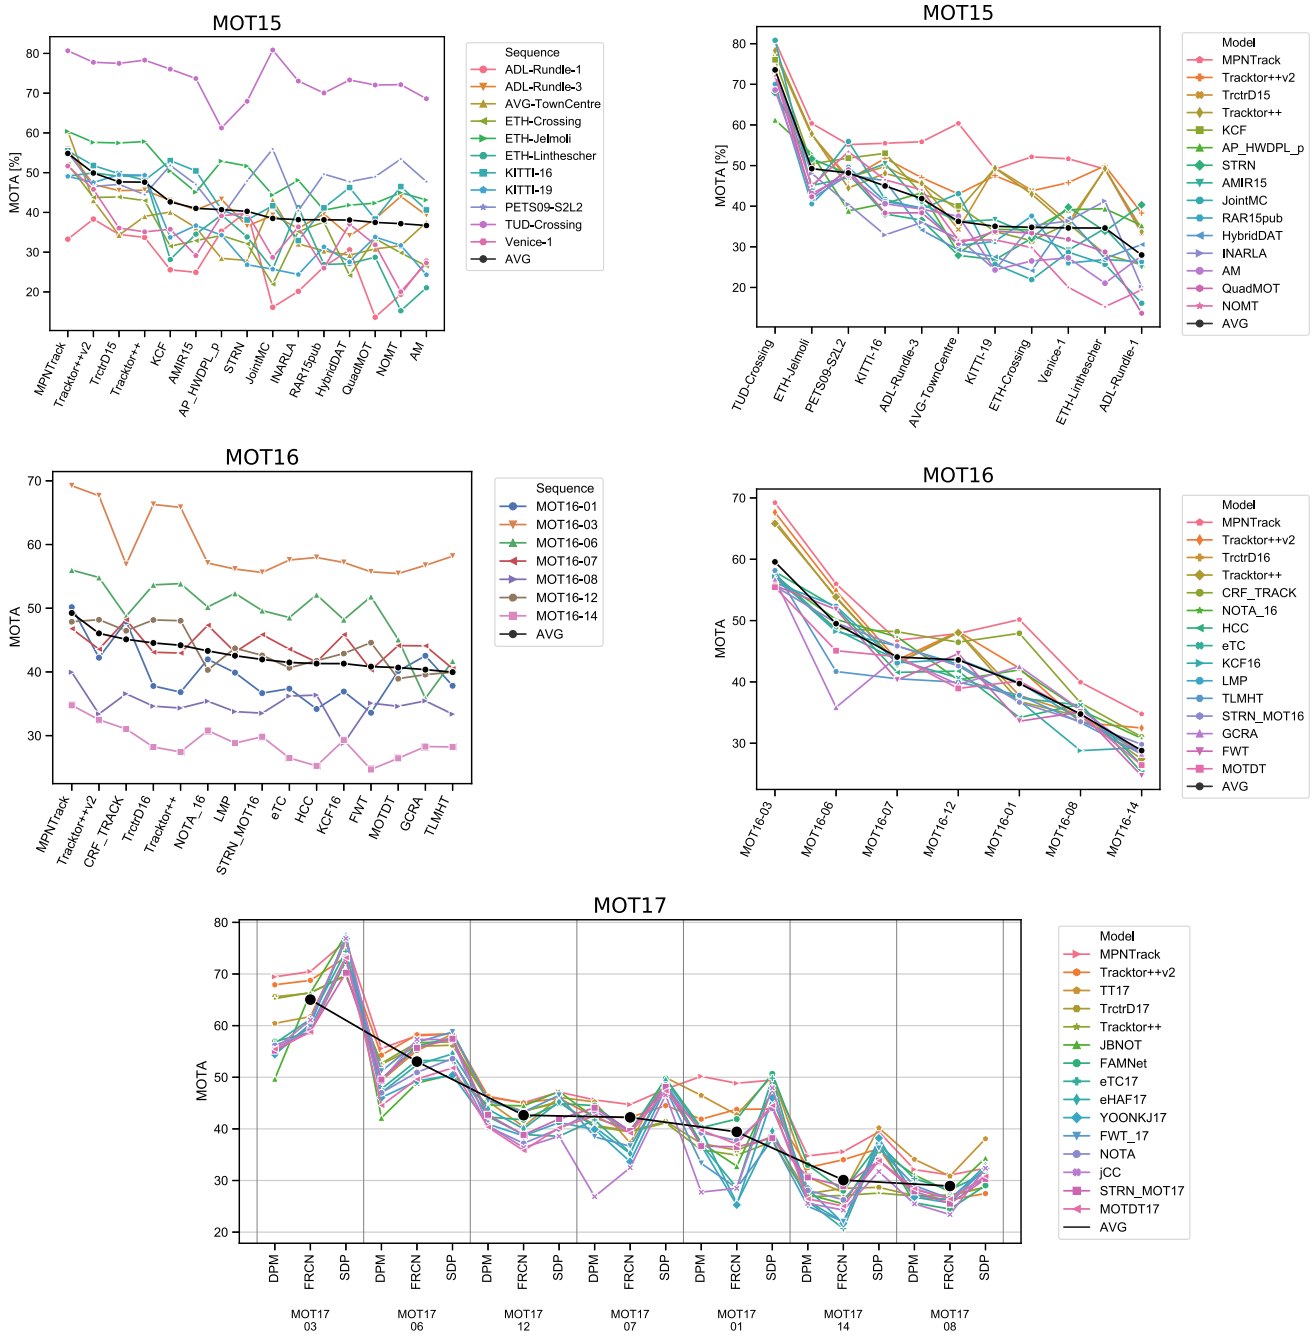 MOT15
MOTA [%]
80
70
60
50
40
30
20
MPNTrack
Tracktor++v2
TrctrD15
Tracktor++
KCF
AMIR15
AP_HWDPL_p
STRN
JointMC
INARLA
RAR15pub
HybridDAT
QuadMOT
NOMT
AM
Sequence
ADL-Rundle-1
ADL-Rundle-3
AVG-TownCentre
ETH-Crossing
ETH-Jelmoli
ETH-Linthescher
KITTI-16
KITTI-19
PETS09-S2L2
TUD-Crossing
Venice-1
AVG
MOT15
MOTA [%]
80
70
60
50
40
30
20
TUD-Crossing
ETH-Jelmoli
PETS09-S2L2
KITTI-16
ADL-Rundle-3
AVG-TownCentre
KITTI-19
ETH-Crossing
Venice-1
ETH-Linthescher
ADL-Rundle-1
Model
MPNTrack
Tracktor++v2
TrctrD15
Tracktor++
KCF
AP_HWDPL_p
STRN
AMIR15
JointMC
RAR15pub
HybridDAT
INARLA
AM
QuadMOT
NOMT
AVG
MOT16
MOTA
70
60
50
40
30
MPNTrack
Tracktor++v2
CRF_TRACK
TrctrD16
Tracktor++
NOTA_16
LMP
STRN_MOT16
eTC
HCC
KCF16
FWT
MOTDT
GCRA
TLMHT
Sequence
MOT16-01
MOT16-03
MOT16-06
MOT16-07
MOT16-08
MOT16-12
MOT16-14
AVG
MOT16
MOTA
70
60
50
40
30
MOT16-03
MOT16-06
MOT16-07
MOT16-12
MOT16-01
MOT16-08
MOT16-14
Model
MPNTrack
Tracktor++v2
TrctrD16
Tracktor++
CRF_TRACK
NOTA_16
HCC
eTC
KCF16
LMP
TLMHT
STRN_MOT16
GCRA
FWT
MOTDT
AVG
MOT17
MOTA
80
70
60
50
40
30
20
DPM FRCN SDP DPM FRCN SDP DPM FRCN SDP DPM FRCN SDP DPM FRCN SDP DPM FRCN SDP DPM FRCN SDP
MOT17 MOT17 MOT17 MOT17 MOT17 MOT17 MOT17
03 06 12 07 01 14 08
Model
MPNTrack
Tracktor++v2
TT17
TrctrD17
Tracktor++
JBNOT
FAMNet
eTC17
eHAF17
YOONKJ17
FWT_17
NOTA
jCC
STRN_MOT17
MOTDT17
AVG